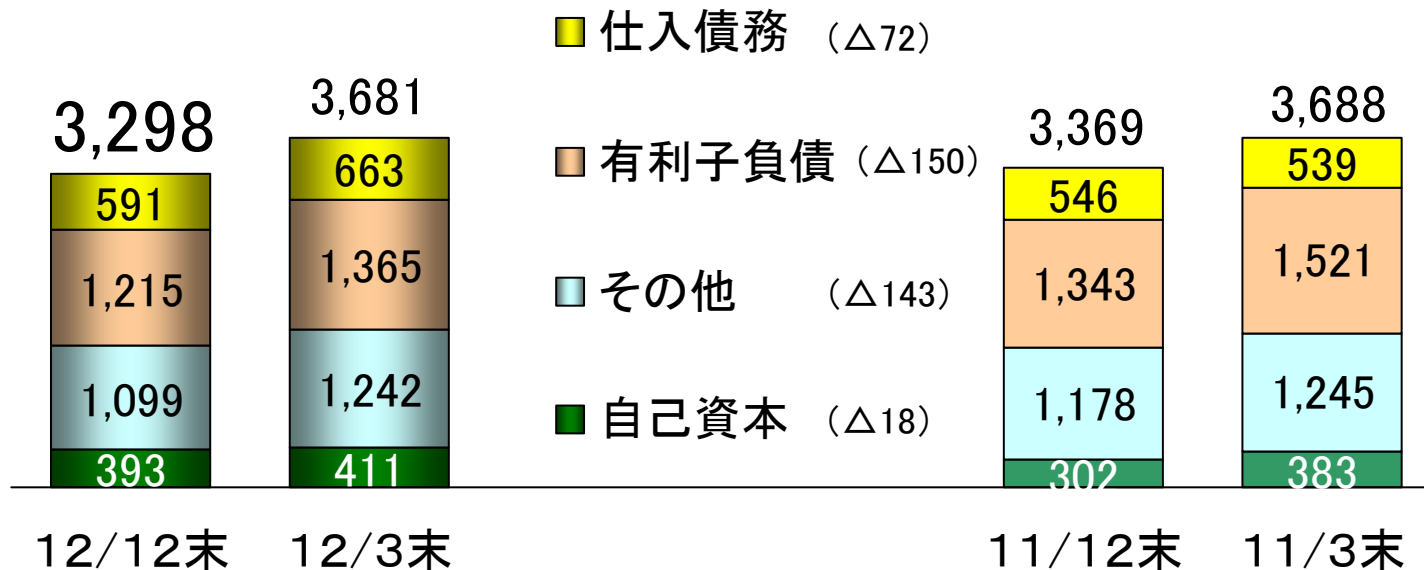 仕入債務 (△72)
有利子負債 (△150)
その他 (△143)
自己資本 (△18)
3,298
591
1,215
1,099
393
12/12末
3,681
663
1,365
1,242
411
12/3末
3,369
546
1,343
1,178
302
11/12末
3,688
539
1,521
1,245
383
11/3末